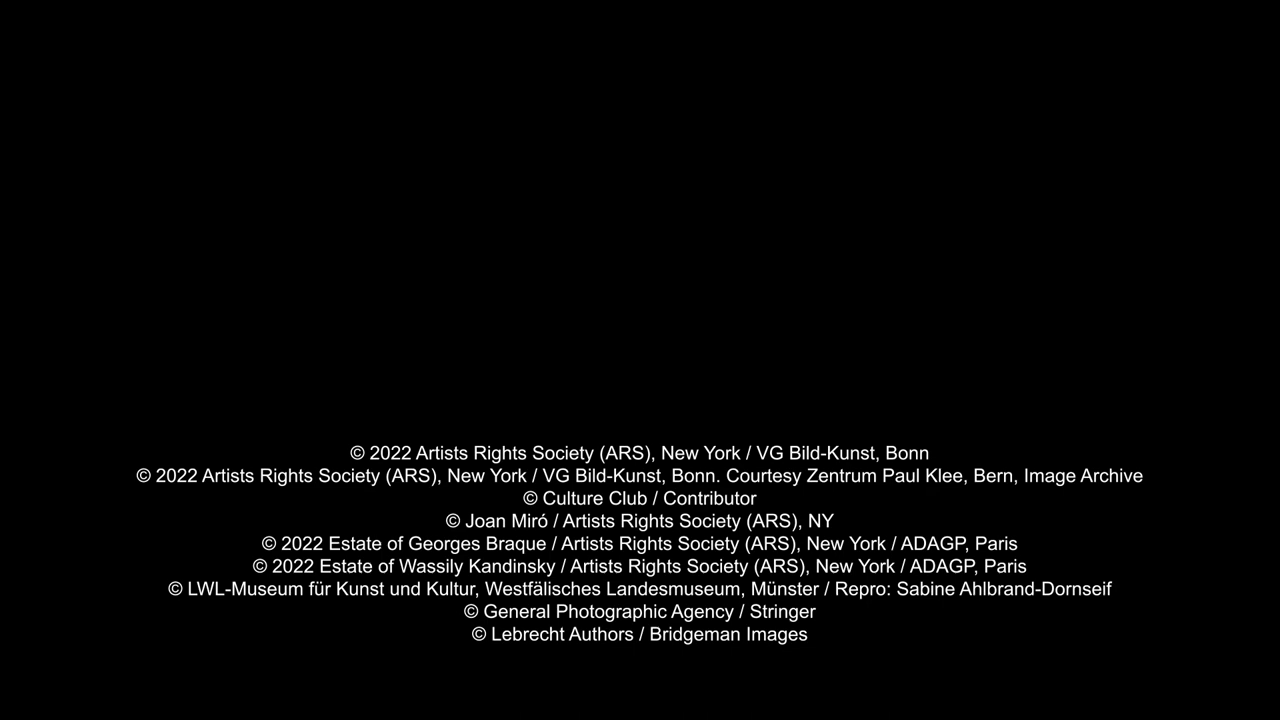 © 2022 Artists Rights Society (ARS), New York / VG Bild-Kunst, Bonn
© 2022 Artists Rights Society (ARS), New York / VG Bild-Kunst, Bonn. Courtesy Zentrum Paul Klee, Bern, Image Archive
© Culture Club / Contributor
© Joan Miró / Artists Rights Society (ARS), NY
© 2022 Estate of Georges Braque / Artists Rights Society (ARS), New York / ADAGP, Paris
© 2022 Estate of Wassily Kandinsky / Artists Rights Society (ARS), New York / ADAGP, Paris
© LWL-Museum für Kunst und Kultur, Westfälisches Landesmuseum, Münster / Repro: Sabine Ahlbrand-Dornseif
© General Photographic Agency / Stringer
© Lebrecht Authors / Bridgeman Images